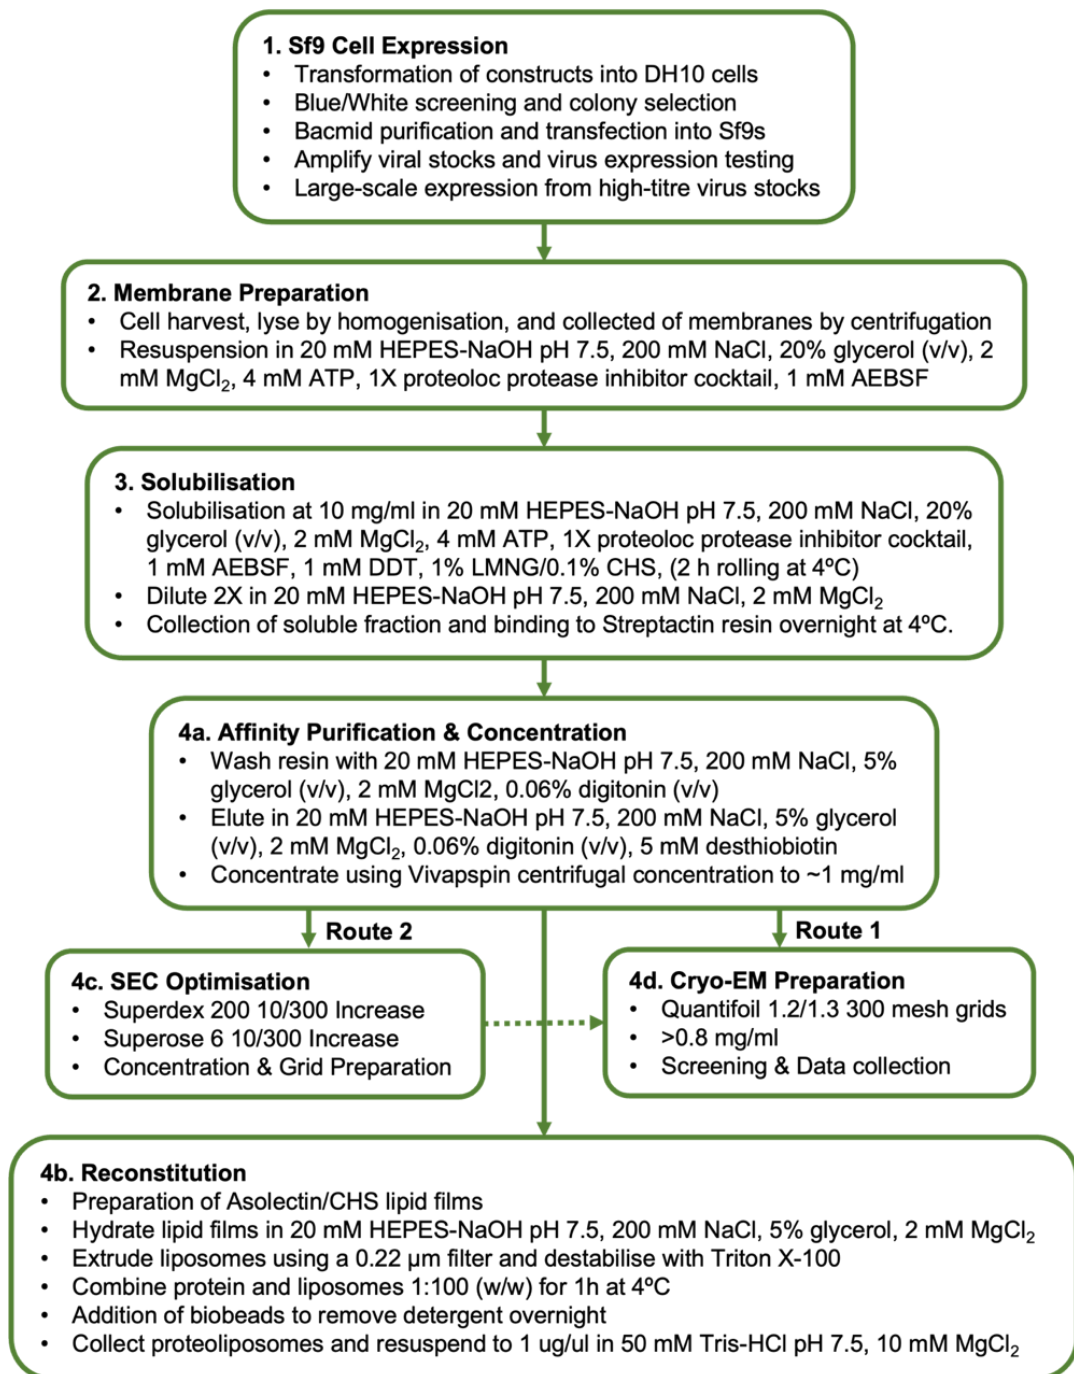 1. Sf9 Cell Expression
• Transformation of constructs into DH10 cells
• Blue/White screening and colony selection
• Bacmid purification and transfection into Sf9s
• Amplify viral stocks and virus expression testing
• Large-scale expression from high-titre virus stocks
2. Membrane Preparation
• Cell harvest, lyse by homogenisation, and collected of membranes by centrifugation
• Resuspension in 20 mM HEPES-NaOH pH 7.5, 200 mM NaCl, 20% glycerol (v/v), 2
mM MgCl₂, 4 mM ATP, 1X proteoloc protease inhibitor cocktail, 1 mM AEBSF
3. Solubilisation
• Solubilisation at 10 mg/ml in 20 mM HEPES-NaOH pH 7.5, 200 mM NaCl, 20%
glycerol (v/v), 2 mM MgCl₂, 4 mM ATP, 1X proteoloc protease inhibitor cocktail,
1 mM AEBSF, 1 mM DDT, 1% LMNG/0.1% CHS, (2 h rolling at 4ºC)
• Dilute 2X in 20 mM HEPES-NaOH pH 7.5, 200 mM NaCl, 2 mM MgCl₂
• Collection of soluble fraction and binding to Streptactin resin overnight at 4ºC.
4a. Affinity Purification & Concentration
• Wash resin with 20 mM HEPES-NaOH pH 7.5, 200 mM NaCl, 5%
glycerol (v/v), 2 mM MgCl2, 0.06% digitonin (v/v)
• Elute in 20 mM HEPES-NaOH pH 7.5, 200 mM NaCl, 5% glycerol
(v/v), 2 mM MgCl₂, 0.06% digitonin (v/v), 5 mM desthiobiotin
• Concentrate using Vivapspin centrifugal concentration to ~1 mg/ml
Route 2
Route 1
4c. SEC Optimisation
• Superdex 200 10/300 Increase
• Superose 6 10/300 Increase
• Concentration & Grid Preparation
4d. Cryo-EM Preparation
• Quantifoil 1.2/1.3 300 mesh grids
• >0.8 mg/ml
• Screening & Data collection
4b. Reconstitution
• Preparation of Asolectin/CHS lipid films
• Hydrate lipid films in 20 mM HEPES-NaOH pH 7.5, 200 mM NaCl, 5% glycerol, 2 mM MgCl₂
• Extrude liposomes using a 0.22 µm filter and destabilise with Triton X-100
• Combine protein and liposomes 1:100 (w/w) for 1h at 4ºC
• Addition of biobeads to remove detergent overnight
• Collect proteoliposomes and resuspend to 1 ug/ul in 50 mM Tris-HCl pH 7.5, 10 mM MgCl₂